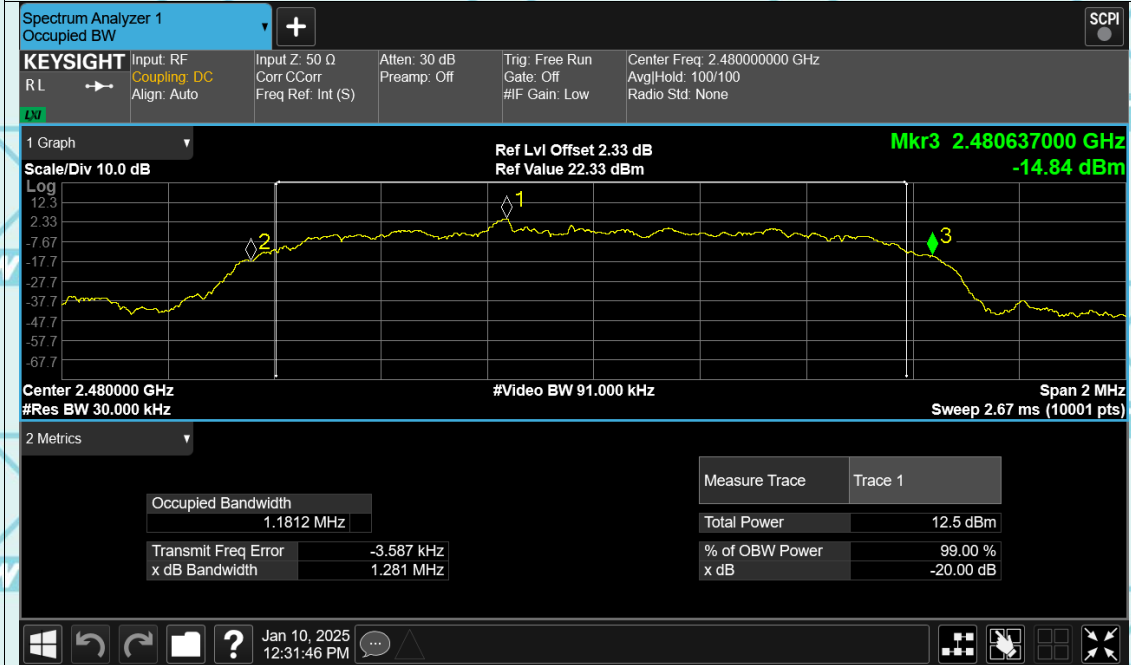 Spectrum Analyzer 1
Occupied BW
+
SCPI
KEYSIGHT
R L
LXI
Input: RF
Coupling: DC
Align: Auto
Input Z: 50 Ω
Corr CCorr
Freq Ref: Int (S)
Atten: 30 dB
Preamp: Off
Trig: Free Run
Gate: Off
#IF Gain: Low
Center Freq: 2.480000000 GHz
Avg|Hold: 100/100
Radio Std: None
1 Graph
Scale/Div 10.0 dB
Ref Lvl Offset 2.33 dB
Ref Value 22.33 dBm
Mkr3 2.480637000 GHz
-14.84 dBm
Log
12.3
2.33
-7.67
-17.7
-27.7
-37.7
-47.7
-57.7
-67.7
1
2
3
Center 2.480000 GHz
#Video BW 91.000 kHz
Span 2 MHz
#Res BW 30.000 kHz
Sweep 2.67 ms (10001 pts)
2 Metrics
Occupied Bandwidth
1.1812 MHz
Transmit Freq Error -3.587 kHz
x dB Bandwidth 1.281 MHz
Measure Trace Trace 1
Total Power 12.5 dBm
% of OBW Power 99.00 %
x dB -20.00 dB
?
Jan 10, 2025
12:31:46 PM